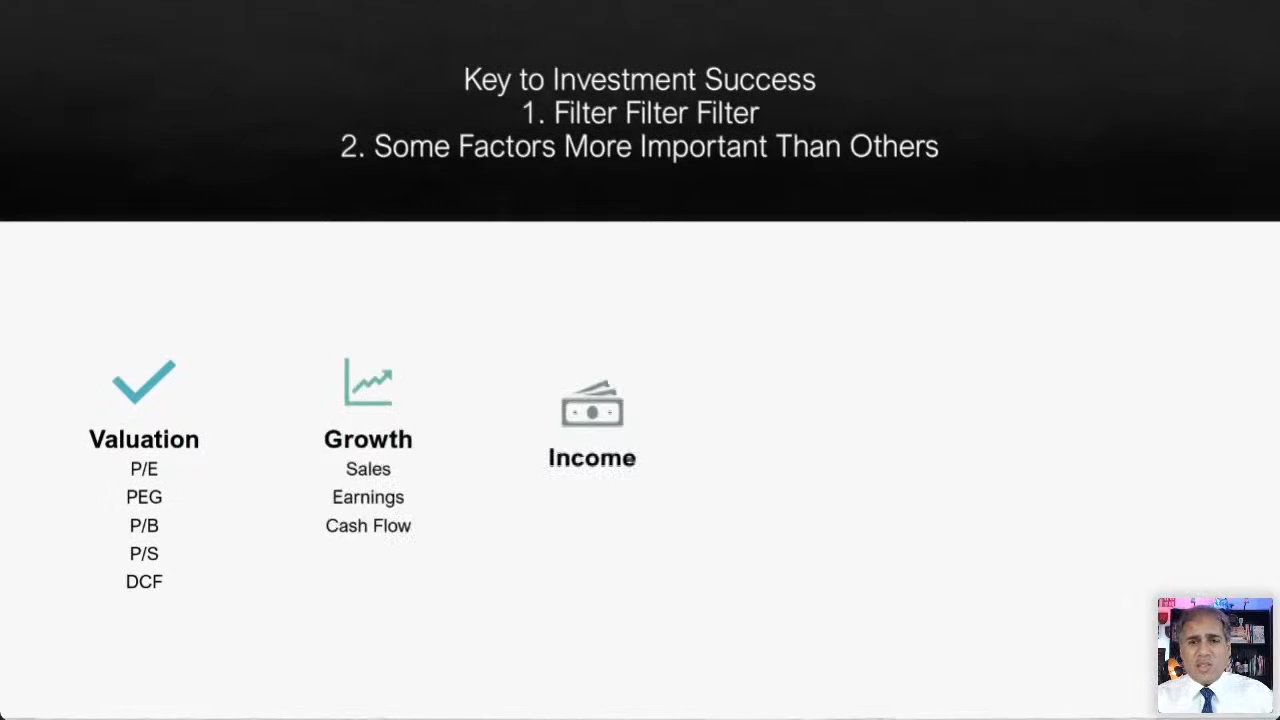 Key to Investment Success
1. Filter Filter Filter
2. Some Factors More Important Than Others
Valuation
P/E
PEG
P/B
P/S
DCF
Growth
Sales
Earnings
Cash Flow
Income